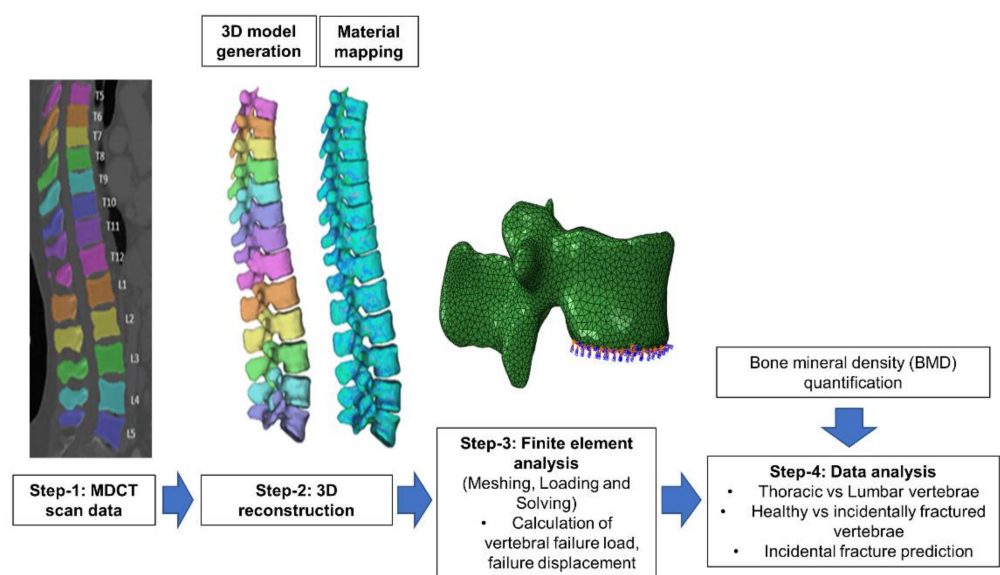 3D model
generation
Material
mapping
T5
T6
T7
T8
T9
T10
T11
T12
L1
L2
L3
L4
L5
Bone mineral density (BMD)
quantification
Step-1: MDCT
scan data
Step-2: 3D
reconstruction
Step-3: Finite element
analysis
(Meshing, Loading and
Solving)
• Calculation of
vertebral failure load,
failure displacement
Step-4: Data analysis
• Thoracic vs Lumbar vertebrae
• Healthy vs incidentally fractured
vertebrae
• Incidental fracture prediction